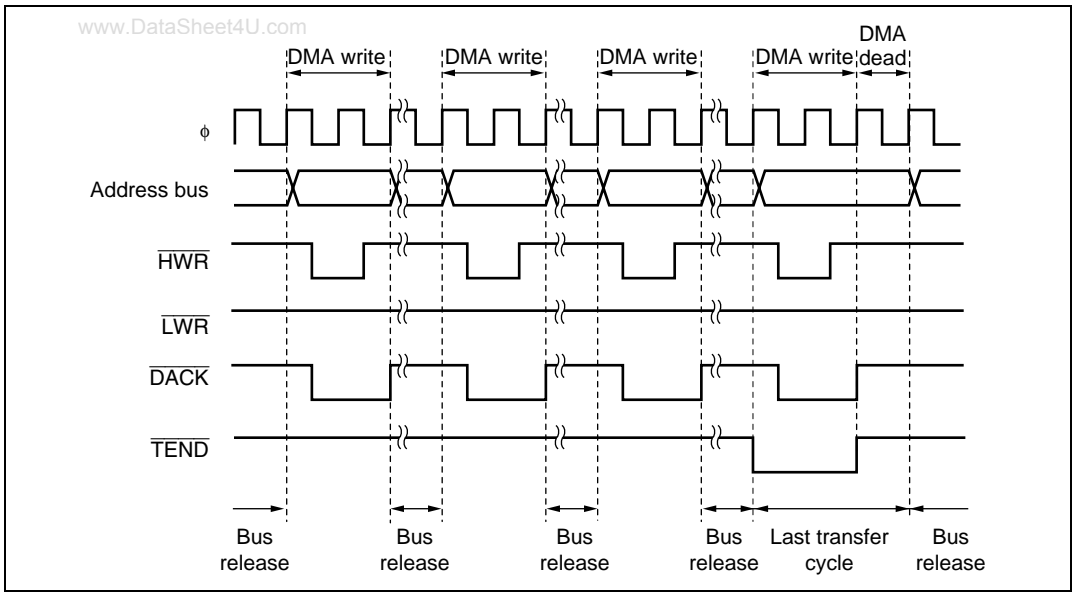 www.DataSheet4U.com
DMA
DMA write DMA write DMA write DMA write dead
φ
Address bus
HWR
LWR
DACK
TEND
Bus Bus Bus Bus Last transfer Bus
release release release release cycle release